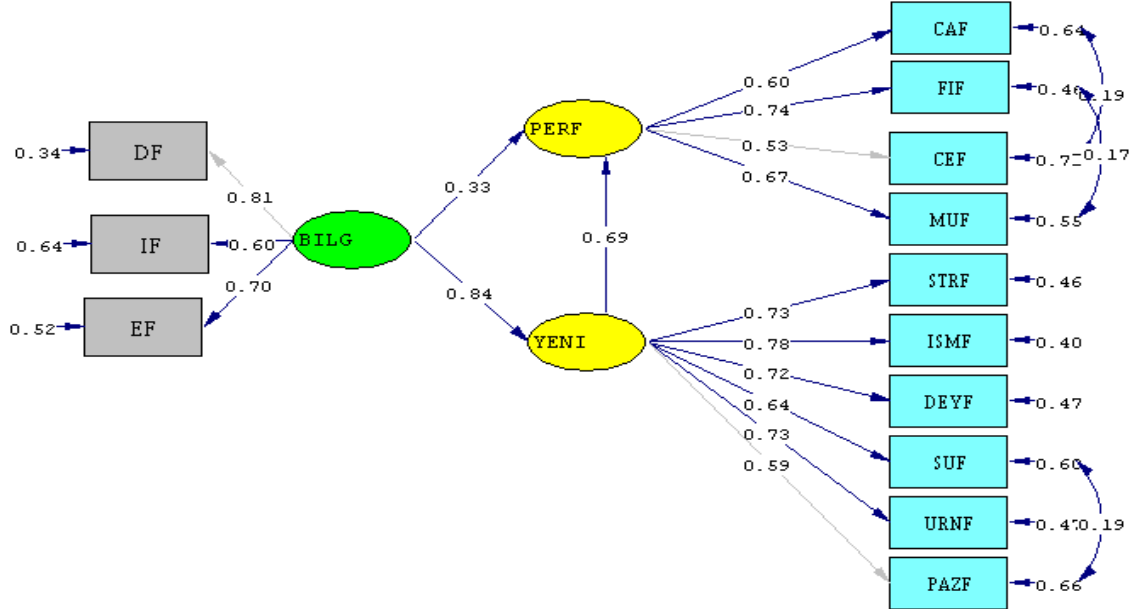 CAF
0.64
0.60
FIF
0.46
0.19
0.74
PERF
DF
0.34
0.53
CEF
0.17
0.81
0.33
0.67
MUF
0.55
IF
0.64
0.60
BILG
0.69
STRF
0.46
0.70
0.84
0.73
EF
0.52
YENI
0.78
ISMF
0.40
0.72
DEYF
0.47
0.64
0.73
SUF
0.60
0.59
URNF
0.47
0.19
PAZF
0.66